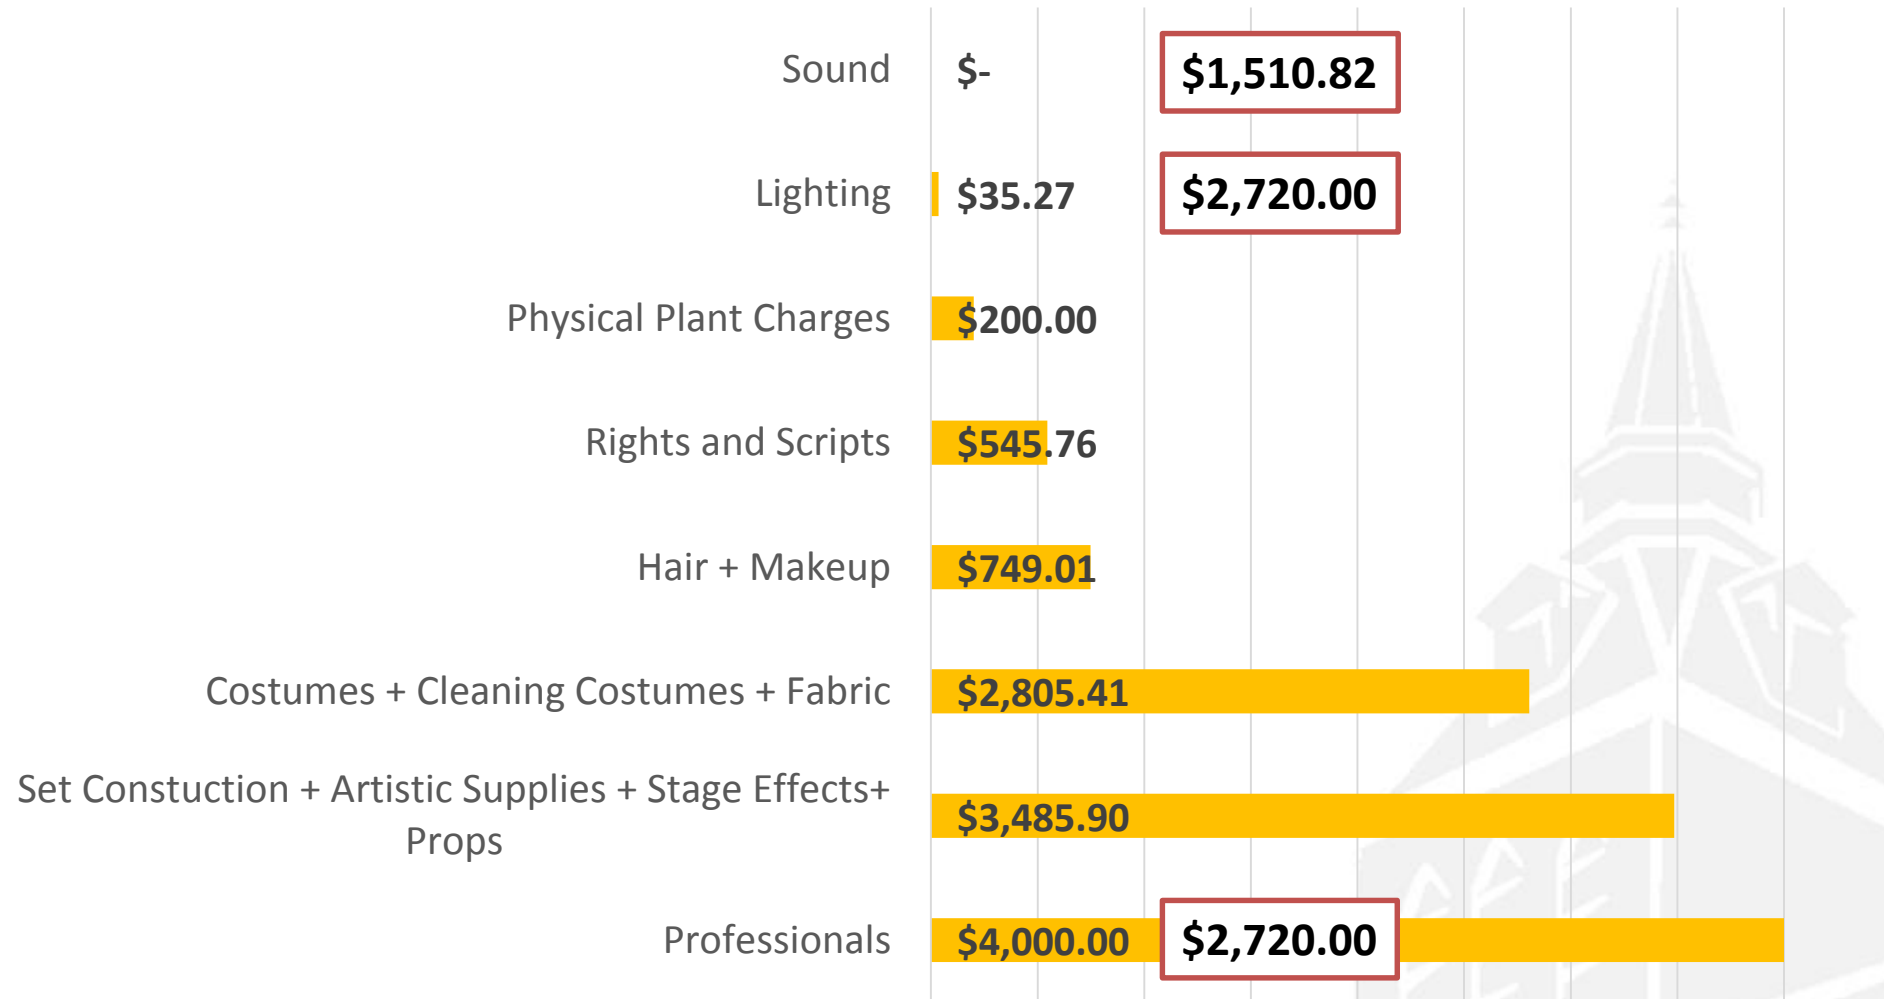 Sound $- $1,510.82
Lighting $35.27 $2,720.00
Physical Plant Charges $200.00
Rights and Scripts $545.76
Hair + Makeup $749.01
Costumes + Cleaning Costumes + Fabric $2,805.41
Set Constuction + Artistic Supplies + Stage Effects+
Props $3,485.90
Professionals $4,000.00 $2,720.00